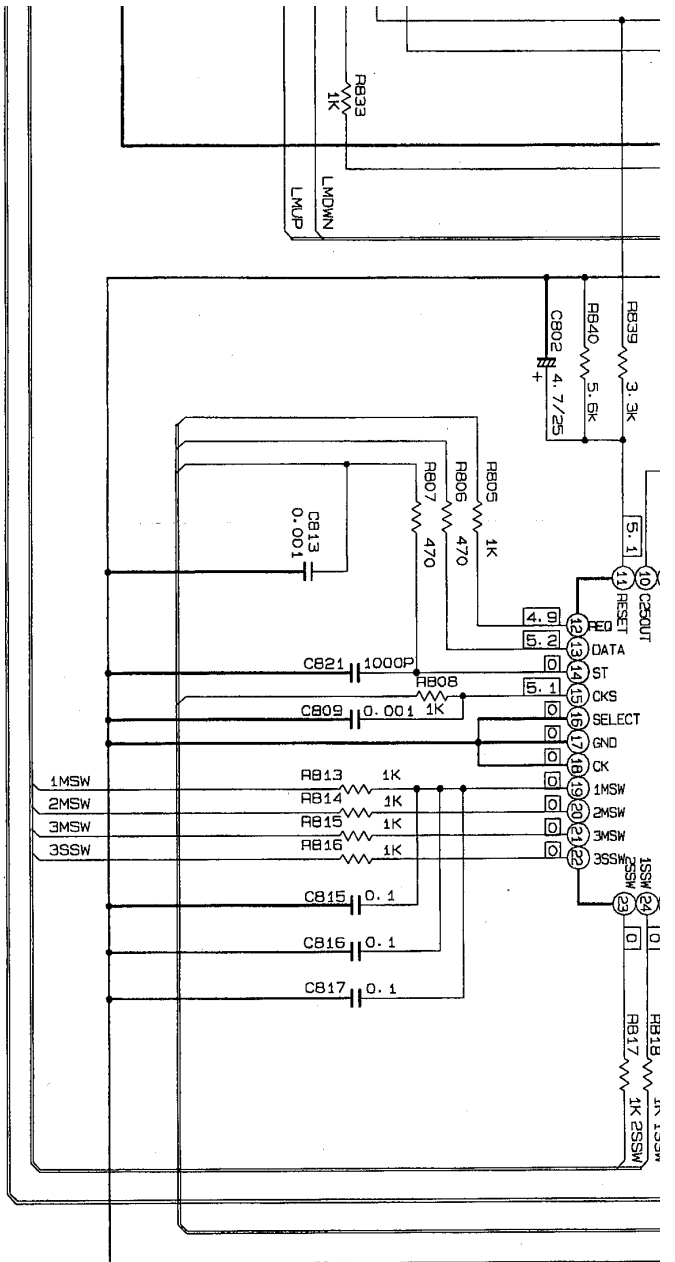 R833
1K
LMUP
LMDWN
C802
4.7/25
+
R840
5.6K
R839
3.3K
R807
470
R806
470
R805
1K
C813
0.001
5.1
11
RESET
10
C25OUT
4.9
12
REQ
5.2
13
DATA
C821 1000P
0
14
ST
R808
1K
5.1
15
CKS
C809 0.001
0
16
SELECT
0
17
GND
0
18
CK
1MSW
R813 1K
0
19
1MSW
2MSW
R814 1K
0
20
2MSW
3MSW
R815 1K
0
21
3MSW
3SSW
R816 1K
0
22
3SSW
C815 0.1
C816 0.1
C817 0.1
2SSW
23
0
1SSW
24
0
R817
1K 2SSW
R818